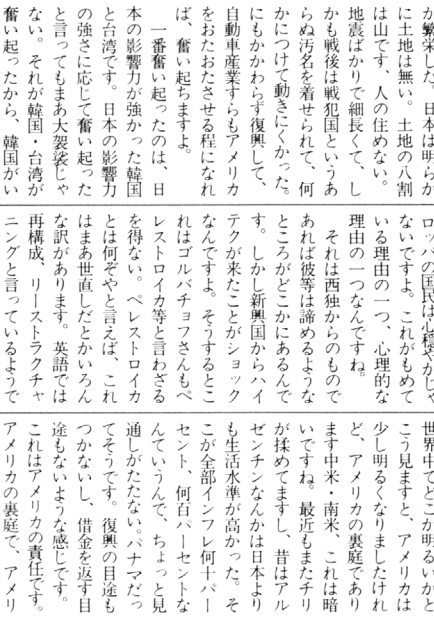 が繁栄した。日本は明らか
に土地は無い。土地の八割
は山です、人の住めない。
地震ばかりで細長くて、し
かも戦後は戦犯国というあ
らぬ汚名を着せられて、何
かにつけて動きにくかった。
にもかかわらず復興して、
自動車産業すらもアメリカ
をおたおたさせる程になれ
ば、奮い起ちますよ。
一番奮い起ったのは、日
本の影響力が強かった韓国
と台湾です。日本の影響力
の強さに応じて奮い起った
と言ってもまあ大袈裟じゃ
ない。それが韓国・台湾が
奮い起ったから、韓国がい
ロッパの国民は心穏やかじゃ
ないですよ。これがもめて
いる理由の一つ、心理的な
理由の一つなんですね。
それは西独からのもので
あれば彼等は諦めるような
ところがどこかにあるんで
す。しかし新興国からハイ
テクが来たことがショック
なんですよ。そうするとこ
れはゴルバチョフさんもペ
レストロイカ等と言わざる
を得ない。ペレストロイカ
とは何ぞやと言えば、これ
はまあ世直しだとかいろん
な訳があります。英語では
再構成、リーストラクチャ
ニングと言っているようで
世界中でどこが明るいかと
こう見ますと、アメリカは
少し明るくなりましたけれ
ど、アメリカの裏庭であり
ます中米・南米、これは暗
いですね。最近もまたチリ
が揉めてますし、昔はアル
ゼンチンなんかは日本より
も生活水準が高かった。そ
こが全部インフレ何十パー
セント、何百パーセントな
んていうんで、ちょっと見
通しがたたない。パナマだっ
てそうです。復興の目途も
つかないし、借金を返す目
途もないような感じです。
これはアメリカの責任です。
アメリカの裏庭で、アメリ